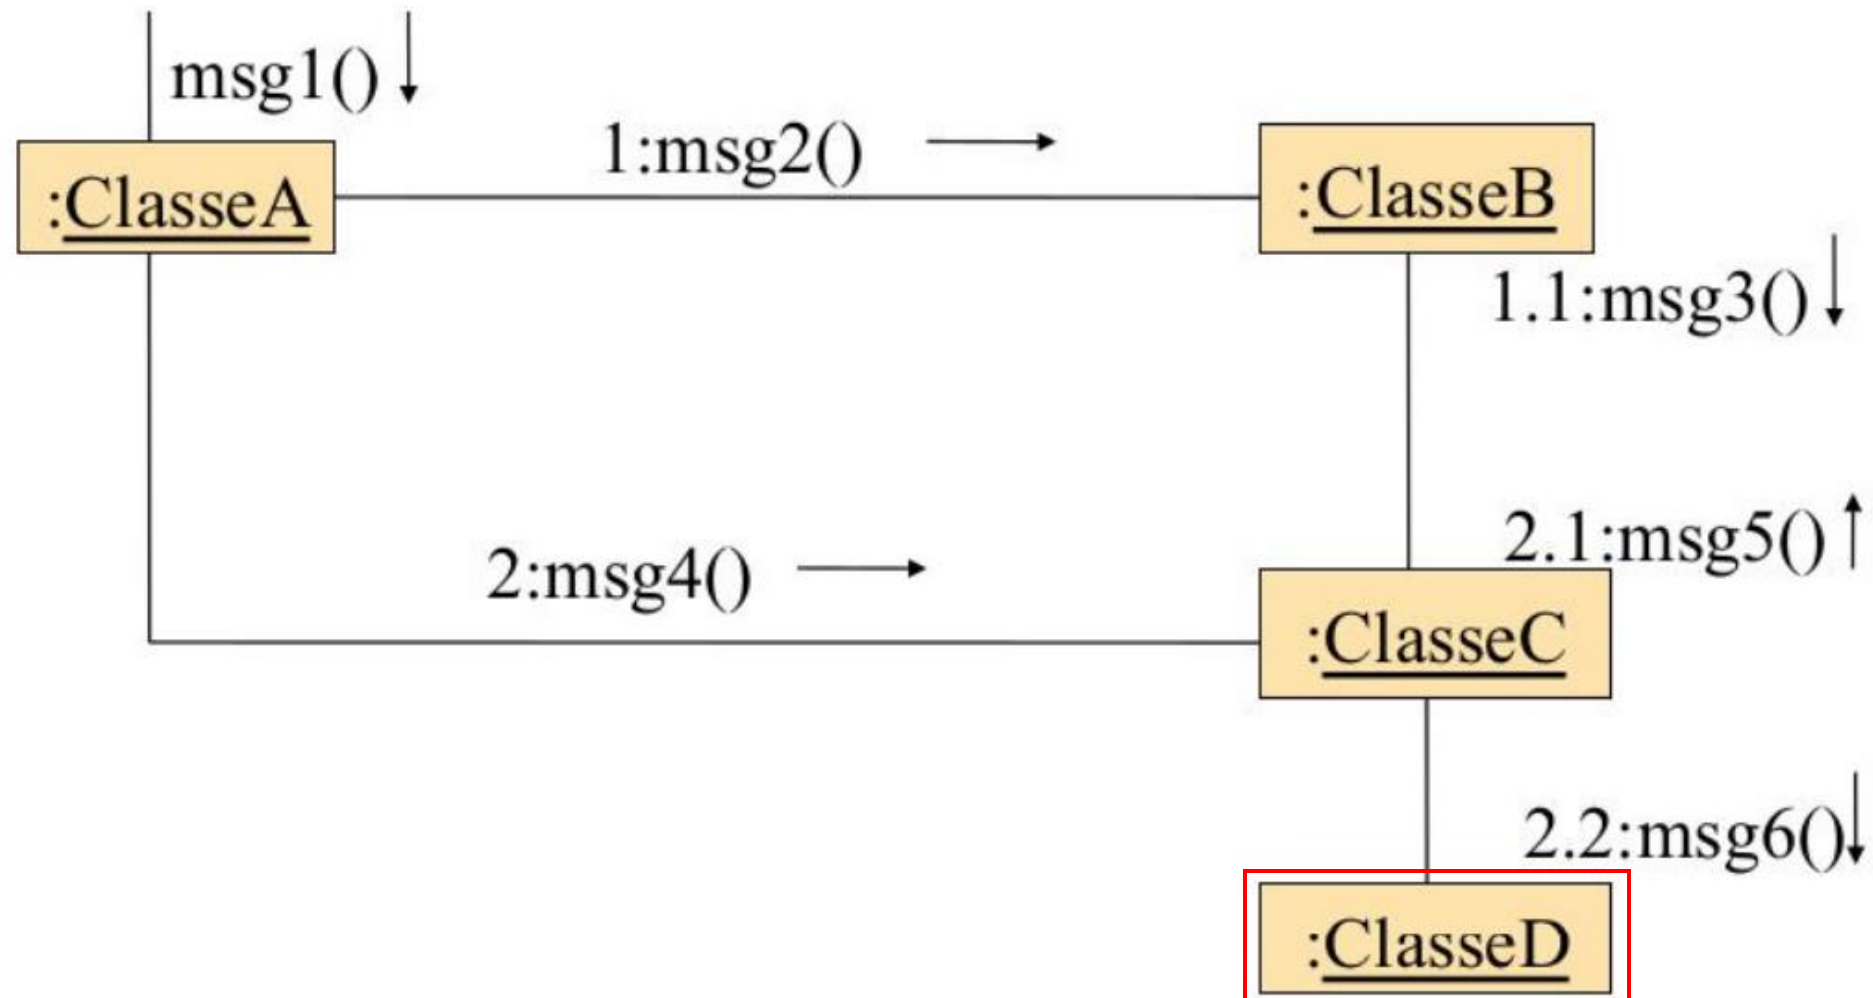 msg1()
1:msg2()
:ClasseA
:ClasseB
1.1:msg3()
2.1:msg5()
2:msg4()
:ClasseC
2.2:msg6()
:ClasseD